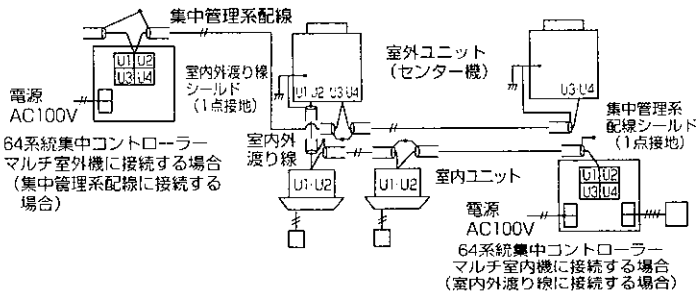 集中管理系配線
U1 U2
U3 U4
室内外渡り線
シールド
(1点接地)
電源
AC100V
64系統集中コントローラー
マルチ室外機に接続する場合
(集中管理系配線に接続する
場合)
U1 U2 U3 U4
室外ユニット
(センター機)
U3・U4
室内外
渡り線
U1・U2
U1・U2
室内ユニット
集中管理系
配線シールド
(1点接地)
U1 U2
U3 U4
電源
AC100V
64系統集中コントローラー
マルチ室内機に接続する場合
(室内外渡り線に接続する場合)